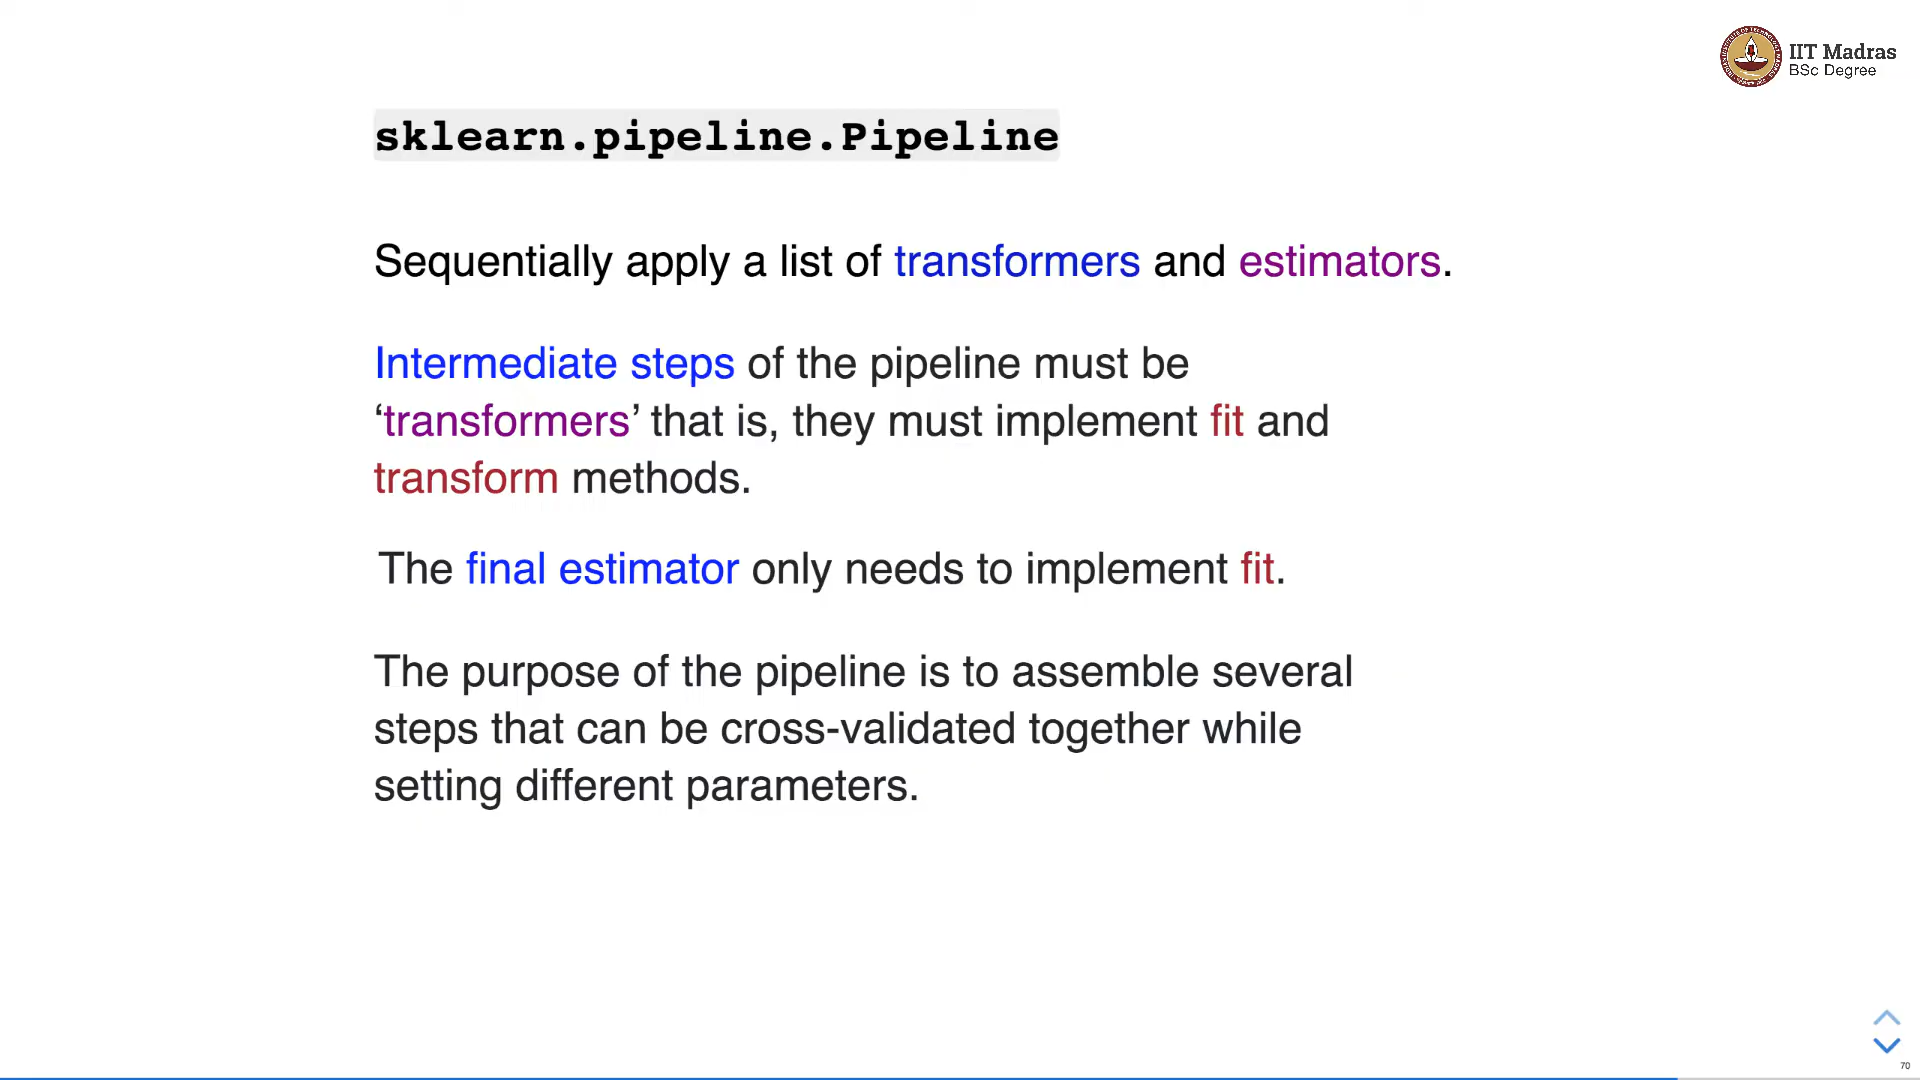 IIT Madras
BSc Degree
sklearn.pipeline.Pipeline
Sequentially apply a list of transformers and estimators.
Intermediate steps of the pipeline must be
‘transformers’ that is, they must implement fit and
transform methods.
The final estimator only needs to implement fit.
The purpose of the pipeline is to assemble several
steps that can be cross-validated together while
setting different parameters.
70